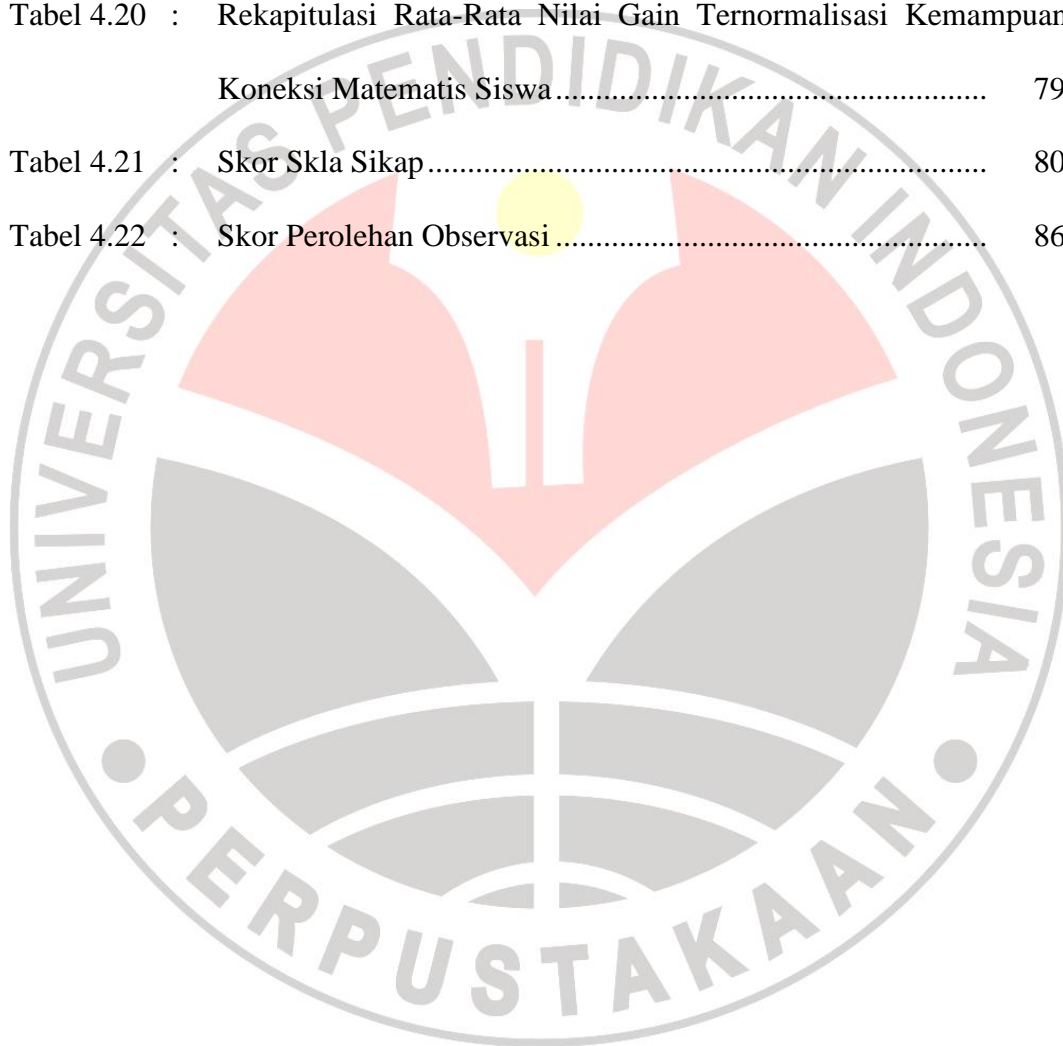 Tabel 4.20 : Rekapitulasi Rata-Rata Nilai Gain Ternormalisasi Kemampuan
Koneksi Matematis Siswa...................................................... 79
Tabel 4.21 : Skor Skla Sikap...................................................................... 80
Tabel 4.22 : Skor Perolehan Observasi...................................................... 86
UNIVERSITAS PENDIDIKAN INDONESIA
PERPUSTAKAAN